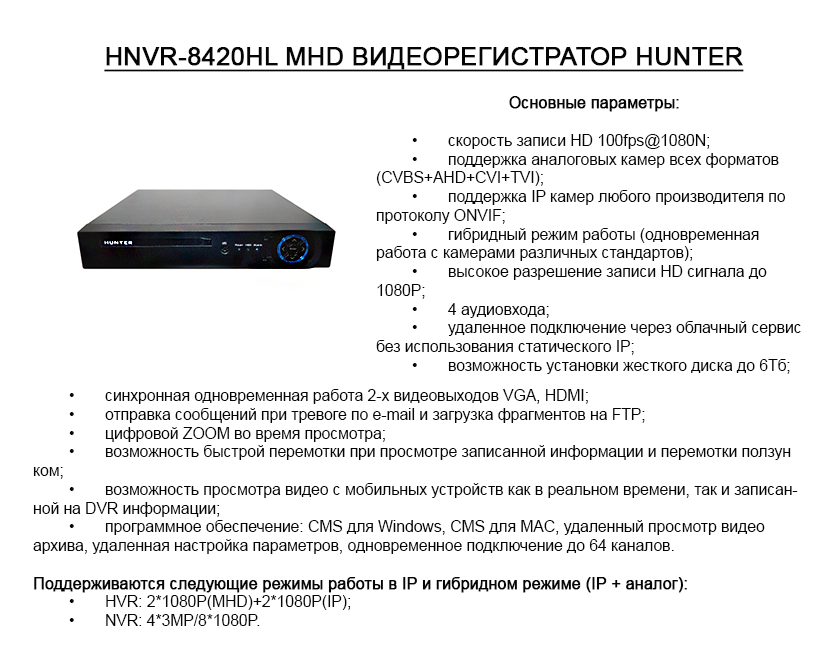 HNVR-8420HL MHD ВИДЕОРЕГИСТРАТОР HUNTER
Основные параметры:
• скорость записи HD 100fps@1080N;
• поддержка аналоговых камер всех форматов
(CVBS+AHD+CVI+TVI);
• поддержка IP камер любого производителя по
протоколу ONVIF;
• гибридный режим работы (одновременная
работа с камерами различных стандартов);
• высокое разрешение записи HD сигнала до
1080P;
• 4 аудиовхода;
• удаленное подключение через облачный сервис
без использования статического IP;
• возможность установки жесткого диска до 6Тб;
HUNTER
• синхронная одновременная работа 2-х видеовыходов VGA, HDMI;
• отправка сообщений при тревоге по e-mail и загрузка фрагментов на FTP;
• цифровой ZOOM во время просмотра;
• возможность быстрой перемотки при просмотре записанной информации и перемотки ползун
ком;
• возможность просмотра видео с мобильных устройств как в реальном времени, так и записан-
ной на DVR информации;
• программное обеспечение: CMS для Windows, CMS для MAC, удаленный просмотр видео
архива, удаленная настройка параметров, одновременное подключение до 64 каналов.
Поддерживаются следующие режимы работы в IP и гибридном режиме (IP + аналог):
• HVR: 2*1080P(MHD)+2*1080P(IP);
• NVR: 4*3MP/8*1080P.